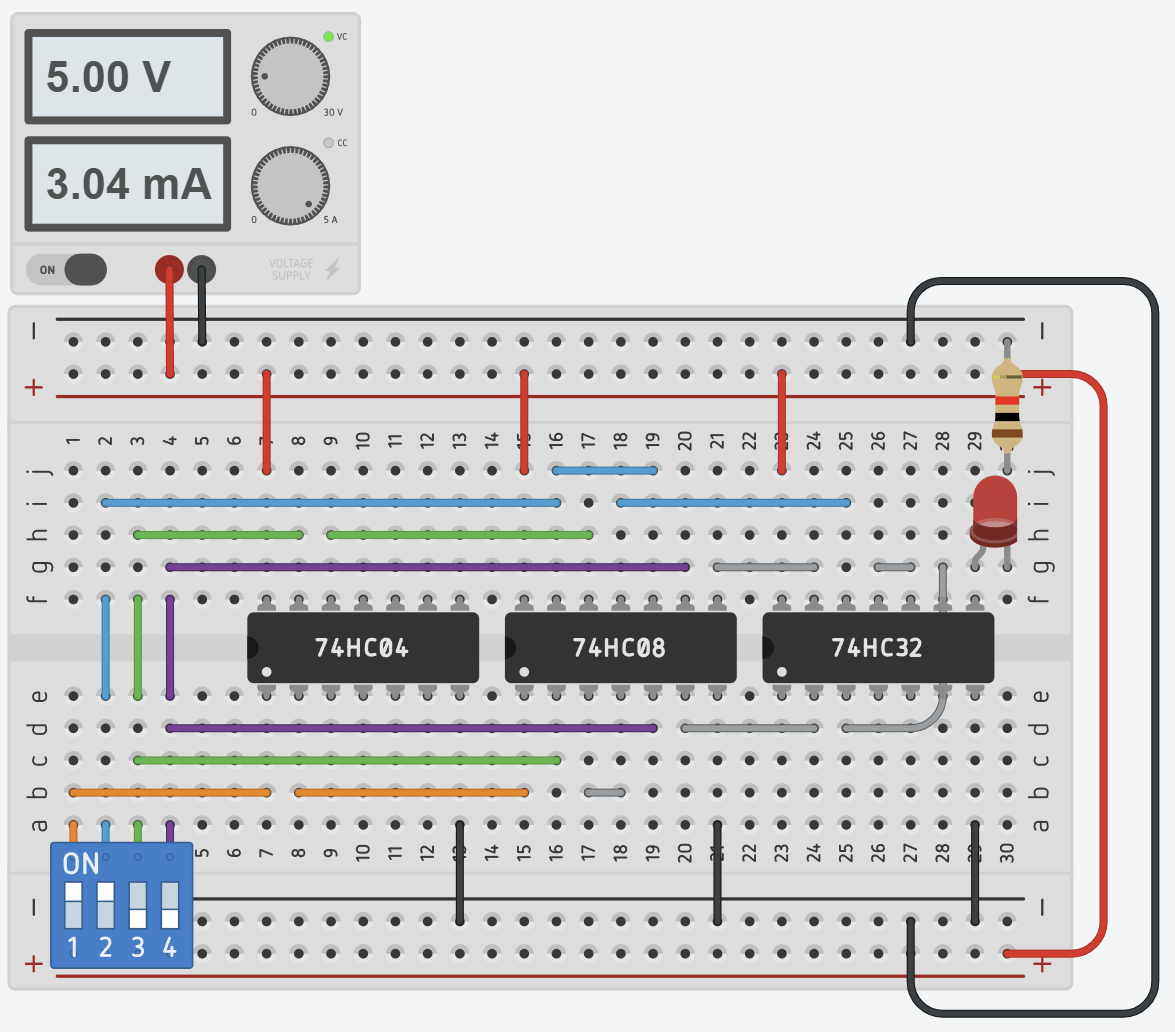 5.00 V
VC
0 30 V
3.04 mA
CC
0 5 A
ON
VOLTAGE
SUPPLY
− −
+ +
1 2 3 4 5 6 7 8 9 10 11 12 13 14 15 16 17 18 19 20 21 22 23 24 25 26 27 28 29
j j
i i
h h
g g
f f
74HC04 74HC08 74HC32
e e
d d
c c
b b
a a
5 6 7 8 9 10 11 12 13 14 15 16 17 18 19 20 21 22 23 24 25 26 27 28 29 30
ON
1 2 3 4
− −
+ +